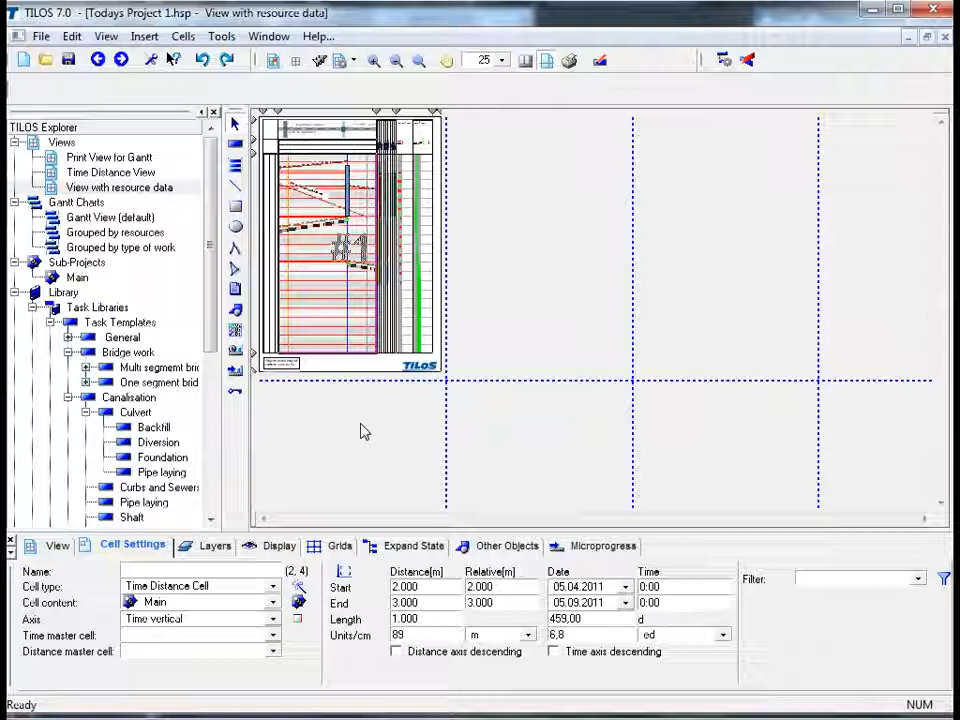 TILOS 7.0 - [Todays Project 1.hsp - View with resource data]
File Edit View Insert Cells Tools Window Help...
25
TILOS Explorer
Views
Print View for Gantt
Time Distance View
View with resource data
Gantt Charts
Gantt View (default)
Grouped by resources
Grouped by type of work
Sub-Projects
Main
Library
Task Libraries
Task Templates
General
Bridge work
Multi segment brid
One segment brid
Canalisation
Culvert
Backfill
Diversion
Foundation
Pipe laying
Curbs and Sewers
Pipe laying
Shaft
#1
TILOS
View Cell Settings Layers Display Grids Expand State Other Objects Microprogress
Name: (2, 4) Distance[m] Relative[m] Date Time
Cell type: Time Distance Cell Start 2.000 2.000 05.04.2011 0:00 Filter:
Cell content: Main End 3.000 3.000 05.09.2011 0:00
Axis Time vertical Length 1.000 459,00 d
Time master cell: Units/cm 89 m 6,8 ed
Distance master cell: Distance axis descending Time axis descending
Ready NUM